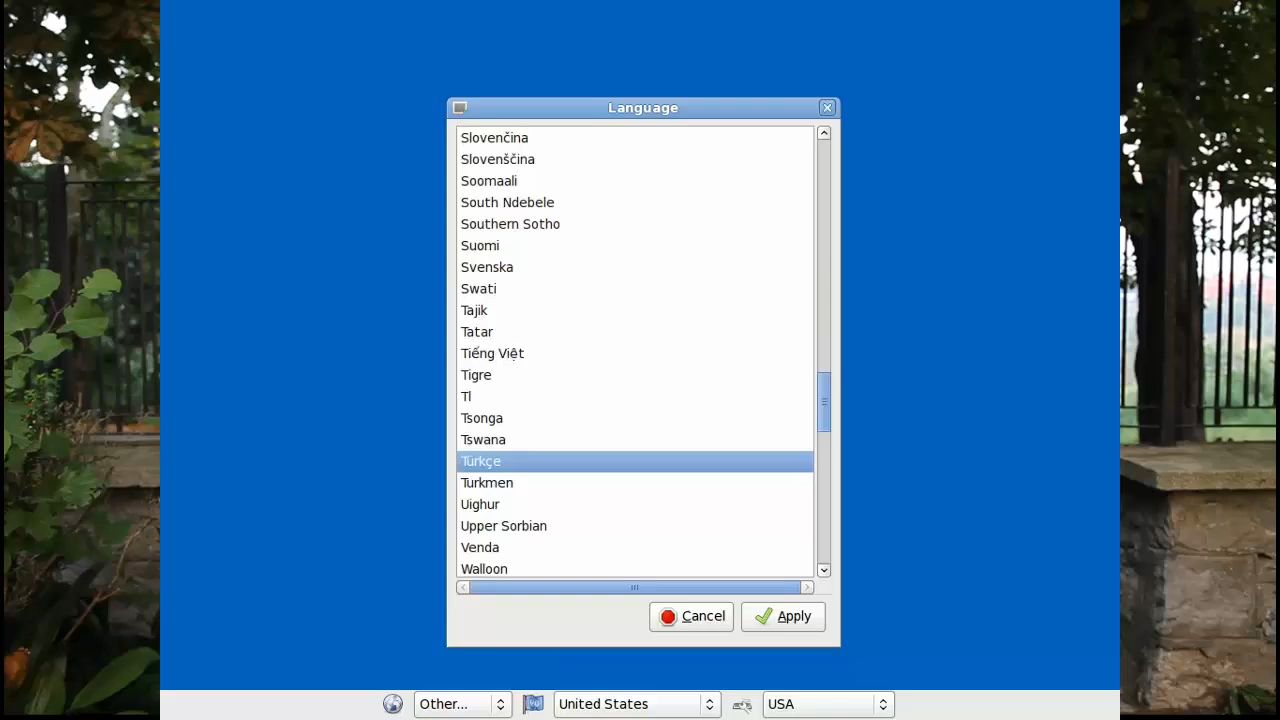 Language
Slovenčina
Slovenščina
Soomaali
South Ndebele
Southern Sotho
Suomi
Svenska
Swati
Tajik
Tatar
Tiếng Việt
Tigre
Tl
Tsonga
Tswana
Türkçe
Turkmen
Uighur
Upper Sorbian
Venda
Walloon
Cancel Apply
Other... United States USA